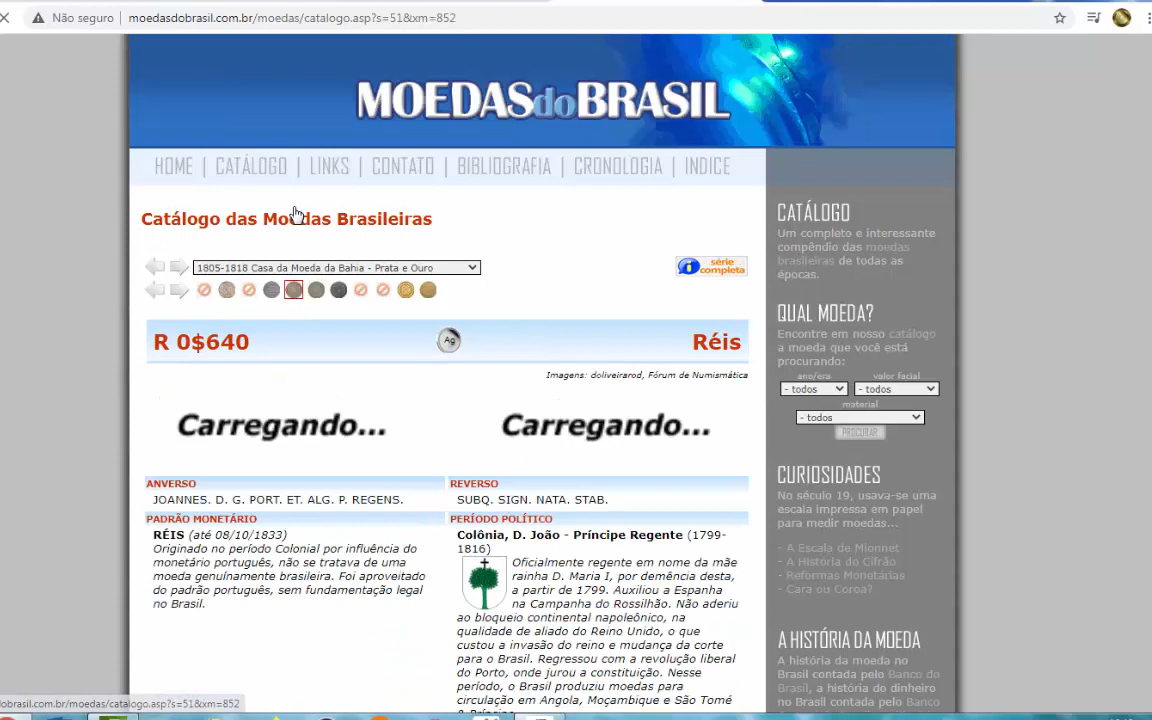 Não seguro | moedasdobrasil.com.br/moedas/catalogo.asp?s=51&xm=852
MOEDASdoBRASIL
HOME | CATÁLOGO | LINKS | CONTATO | BIBLIOGRAFIA | CRONOLOGIA | INDICE
Catálogo das Moedas Brasileiras
1805-1818 Casa da Moeda da Bahia - Prata e Ouro
série
completa
R 0$640 Ag Réis
Imagens: doliveirarod, Fórum de Numismática
Carregando... Carregando...
ANVERSO
JOANNES. D. G. PORT. ET. ALG. P. REGENS.
REVERSO
SUBQ. SIGN. NATA. STAB.
PADRÃO MONETÁRIO
RÉIS (até 08/10/1833)
Originado no período Colonial por influência do
monetário português, não se tratava de uma
moeda genuínamente brasileira. Foi aproveitado
do padrão português, sem fundamentação legal
no Brasil.
PERÍODO POLÍTICO
Colônia, D. João - Príncipe Regente (1799-
1816)
Oficialmente regente em nome da mãe
rainha D. Maria I, por demência desta,
a partir de 1799. Auxiliou a Espanha
na Campanha do Rossilhão. Não aderiu
ao bloqueio continental napoleônico, na
qualidade de aliado do Reino Unido, o que
custou a invasão do reino e mudança da corte
para o Brasil. Regressou com a revolução liberal
do Porto, onde jurou a constituição. Nesse
período, o Brasil produziu moedas para
circulação em Angola, Moçambique e São Tomé
CATÁLOGO
Um completo e interessante
compêndio das moedas
brasileiras de todas as
épocas.
QUAL MOEDA?
Encontre em nosso catálogo
a moeda que você está
procurando:
ano/era valor facial
- todos - todos
material
- todos
PROCURAR
CURIOSIDADES
No século 19, usava-se uma
escala impressa em papel
para medir moedas...
- A Escala de Mionnet
- A Historia do Cifrão
- Reformas Monetárias
- Cara ou Coroa?
A HISTÓRIA DA MOEDA
A história da moeda no
Brasil contada pelo Banco do
Brasil, a história do dinheiro
no Brasil contada pelo Banco
dobrasil.com.br/moedas/catalogo.asp?s=51&xm=852